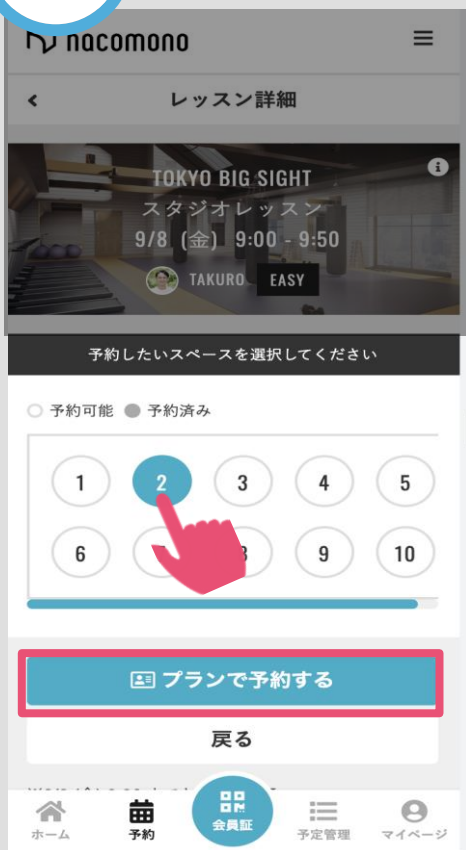 nacomono
レッスン詳細
TOKYO BIG SIGHT
スタジオレッスン
9/8 (金) 9:00 - 9:50
TAKURO EASY
予約したいスペースを選択してください
予約可能 予約済み
1 2 3 4 5
6 8 9 10
プランで予約する
戻る
会員証
ホーム 予約 予定管理 マイページ